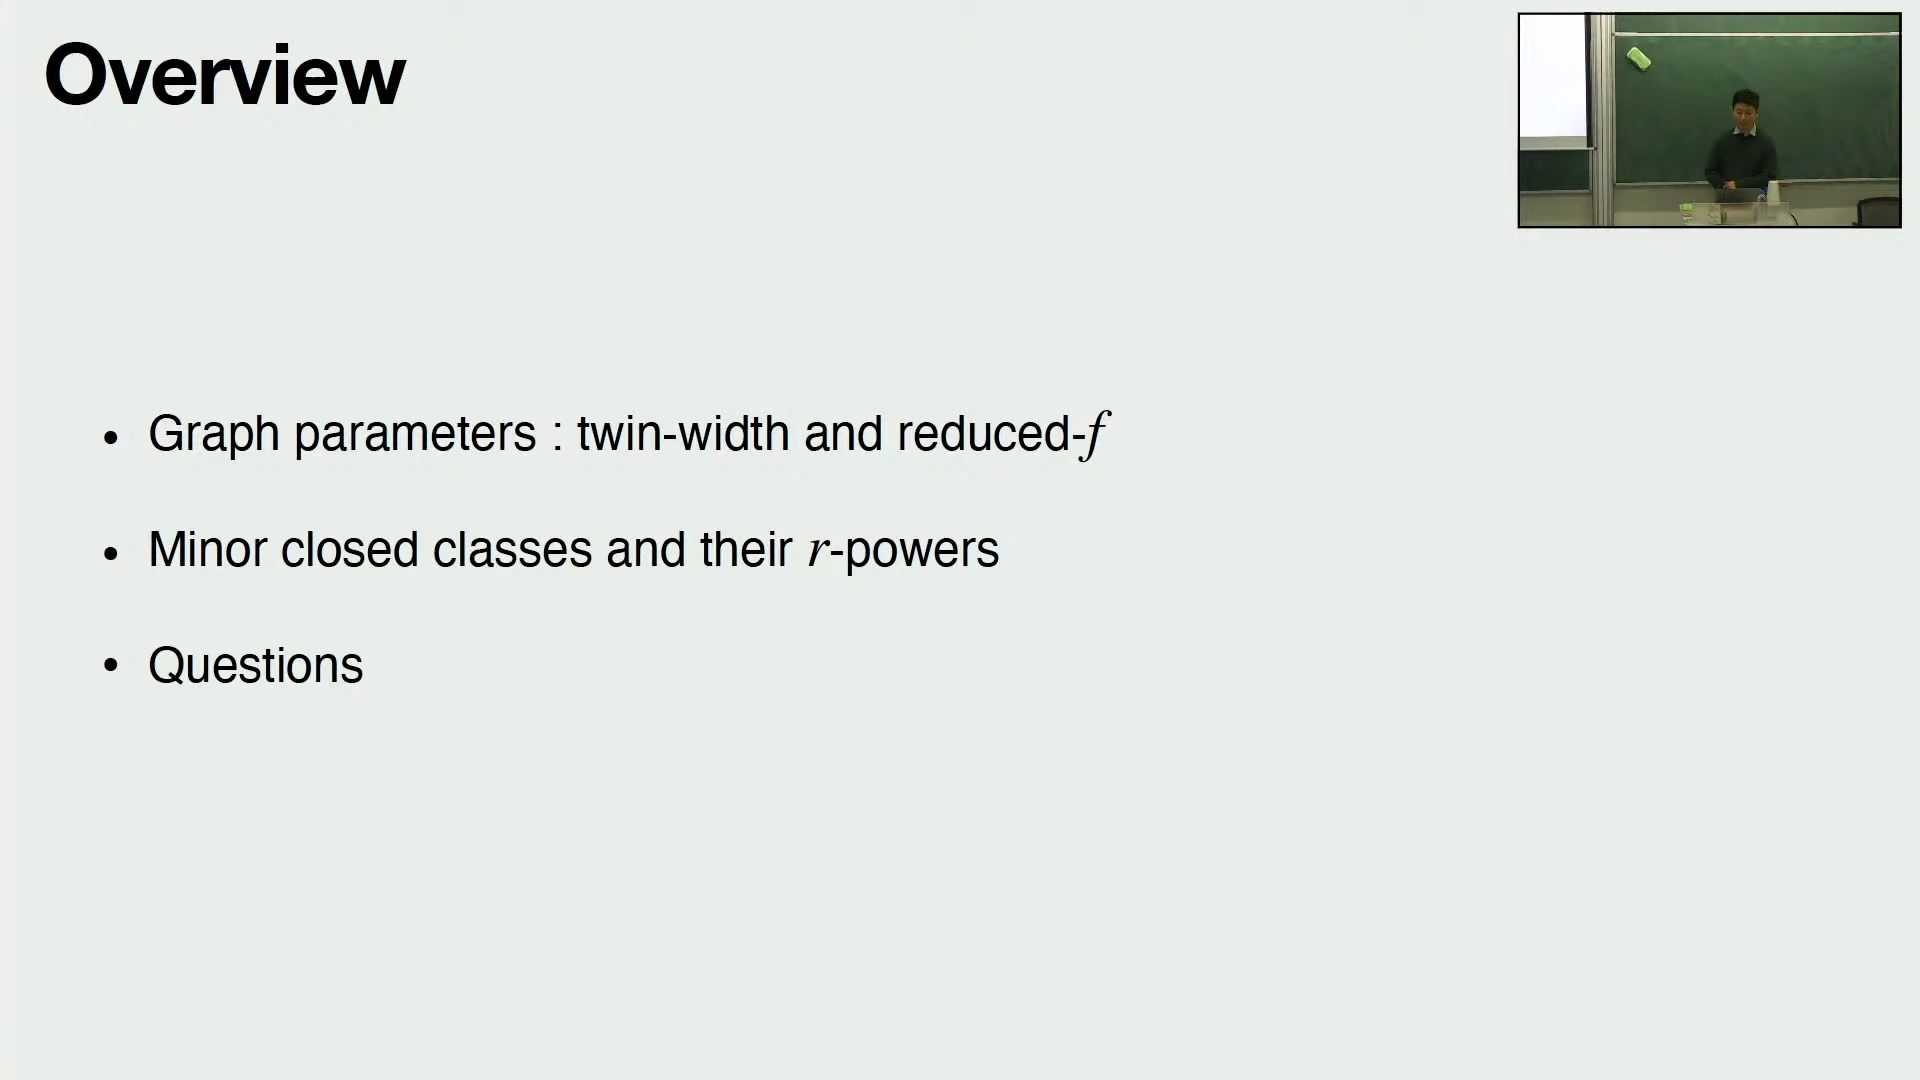 Overview
• Graph parameters : twin-width and reduced-f
• Minor closed classes and their r-powers
• Questions